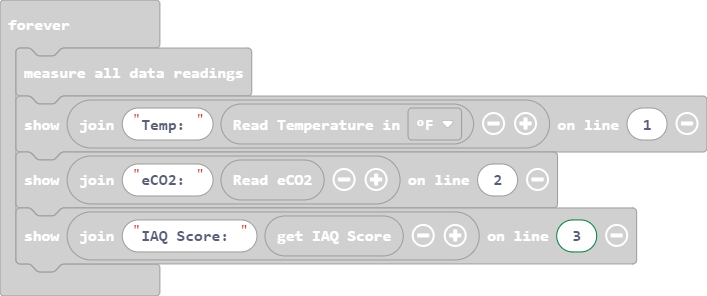 forever
measure all data readings
show join "Temp: " Read Temperature in ºF on line 1
show join "eCO2: " Read eCO2 on line 2
show join "IAQ Score: " get IAQ Score on line 3